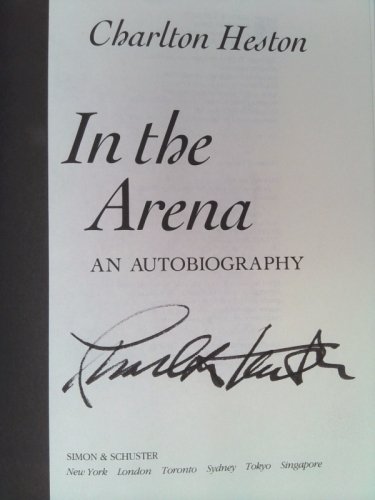 Charlton Heston
In the
Arena
AN AUTOBIOGRAPHY
Charlton Heston
SIMON & SCHUSTER
New York London Toronto Sydney Tokyo Singapore